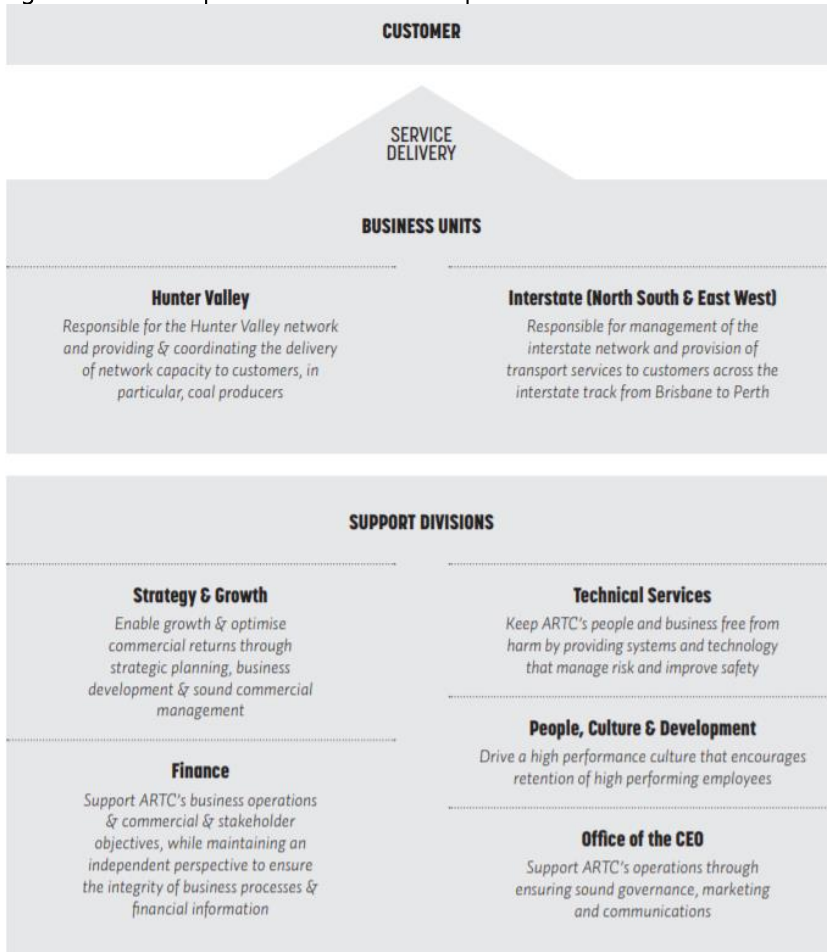 CUSTOMER
SERVICE
DELIVERY
BUSINESS UNITS
Hunter Valley
Responsible for the Hunter Valley network
and providing & coordinating the delivery
of network capacity to customers, in
particular, coal producers
Interstate (North South & East West)
Responsible for management of the
interstate network and provision of
transport services to customers across the
interstate track from Brisbane to Perth
SUPPORT DIVISIONS
Strategy & Growth
Enable growth & optimise
commercial returns through
strategic planning, business
development & sound commercial
management
Finance
Support ARTC's business operations
& commercial & stakeholder
objectives, while maintaining an
independent perspective to ensure
the integrity of business processes &
financial information
Technical Services
Keep ARTC's people and business free from
harm by providing systems and technology
that manage risk and improve safety
People, Culture & Development
Drive a high performance culture that encourages
retention of high performing employees
Office of the CEO
Support ARTC's operations through
ensuring sound governance, marketing
and communications